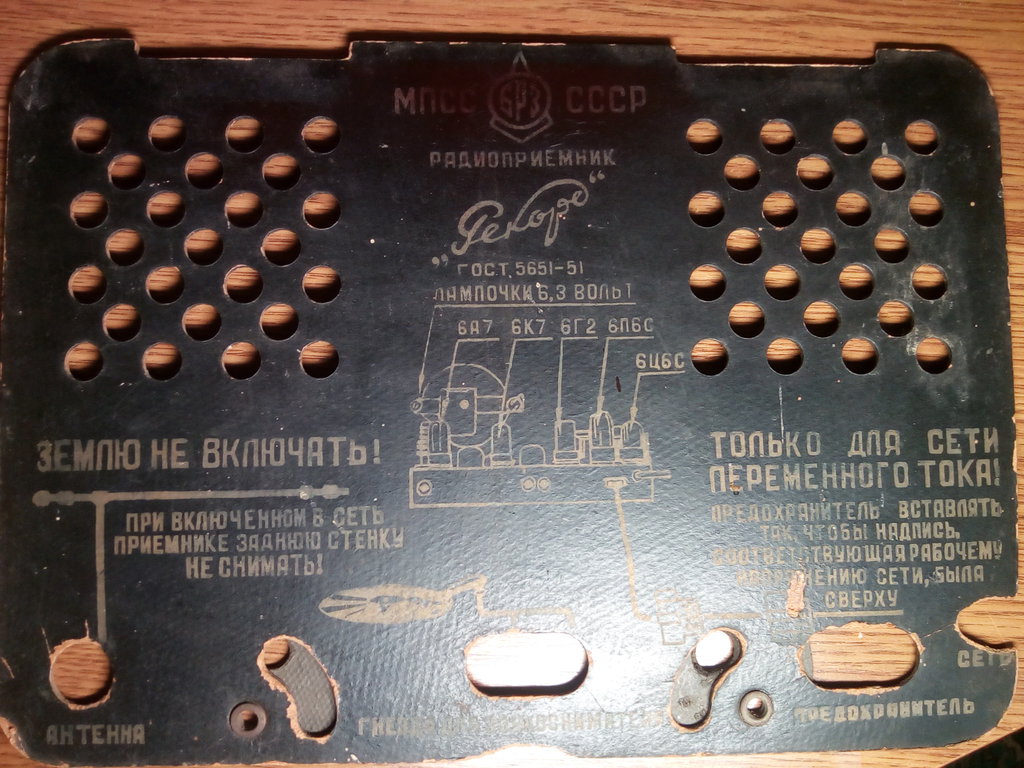 МПСС БРЗ СССР
РАДИОПРИЕМНИК
„Рекорд“
ГОСТ 5651-51
ЛАМПОЧКИ 6,3 ВОЛЬТ
6А7 6К7 6Г2 6П6С
6Ц6С
ЗЕМЛЮ НЕ ВКЛЮЧАТЬ!
ПРИ ВКЛЮЧЕННОМ В СЕТЬ
ПРИЕМНИКЕ ЗАДНЮЮ СТЕНКУ
НЕ СНИМАТЬ!
ТОЛЬКО ДЛЯ СЕТИ
ПЕРЕМЕННОГО ТОКА!
ПРЕДОХРАНИТЕЛЬ ВСТАВЛЯТЬ
ТАК, ЧТОБЫ НАДПИСЬ,
СООТВЕТСТВУЮЩАЯ РАБОЧЕМУ
НАПРЯЖЕНИЮ СЕТИ, БЫЛА
СВЕРХУ
СЕТЬ
АНТЕННА
ГНЕЗДА ДЛЯ ЗВУКОСНИМАТЕЛЯ
ПРЕДОХРАНИТЕЛЬ